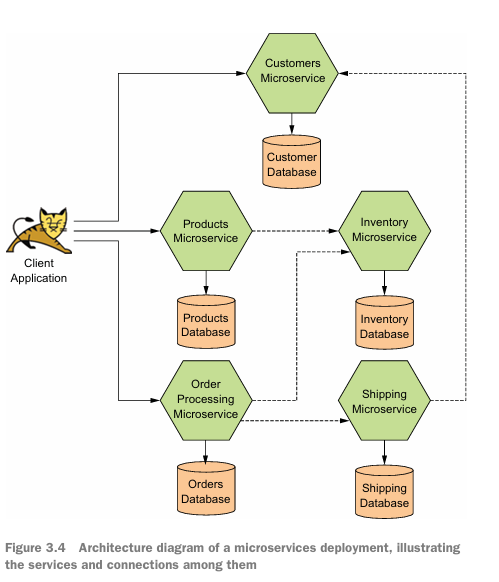 Customers
Microservice
Customer
Database
Client
Application
Products
Microservice
Inventory
Microservice
Products
Database
Inventory
Database
Order
Processing
Microservice
Shipping
Microservice
Orders
Database
Shipping
Database
Figure 3.4 Architecture diagram of a microservices deployment, illustrating
the services and connections among them